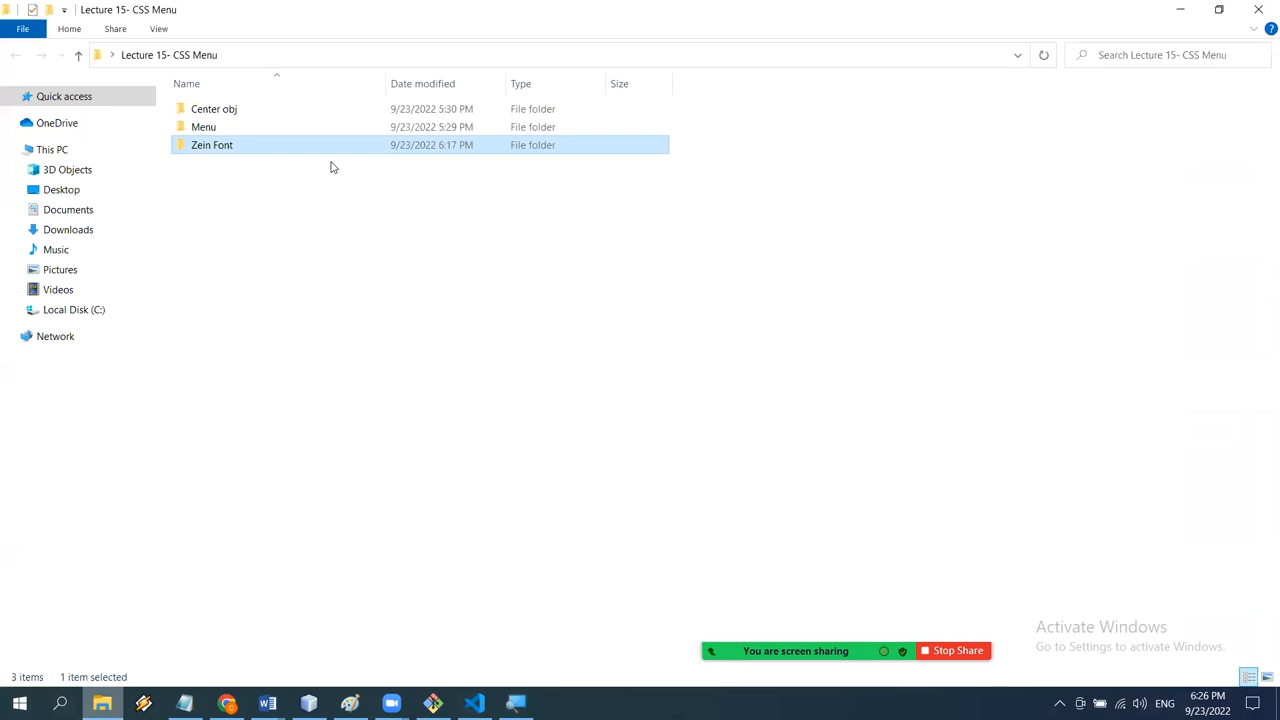 Lecture 15- CSS Menu
File Home Share View
Lecture 15- CSS Menu
Search Lecture 15- CSS Menu
Name Date modified Type Size
Quick access
OneDrive
This PC
3D Objects
Desktop
Documents
Downloads
Music
Pictures
Videos
Local Disk (C:)
Network
Center obj 9/23/2022 5:30 PM File folder
Menu 9/23/2022 5:29 PM File folder
Zein Font 9/23/2022 6:17 PM File folder
Activate Windows
Go to Settings to activate Windows.
You are screen sharing Stop Share
3 items 1 item selected
ENG
6:26 PM
9/23/2022